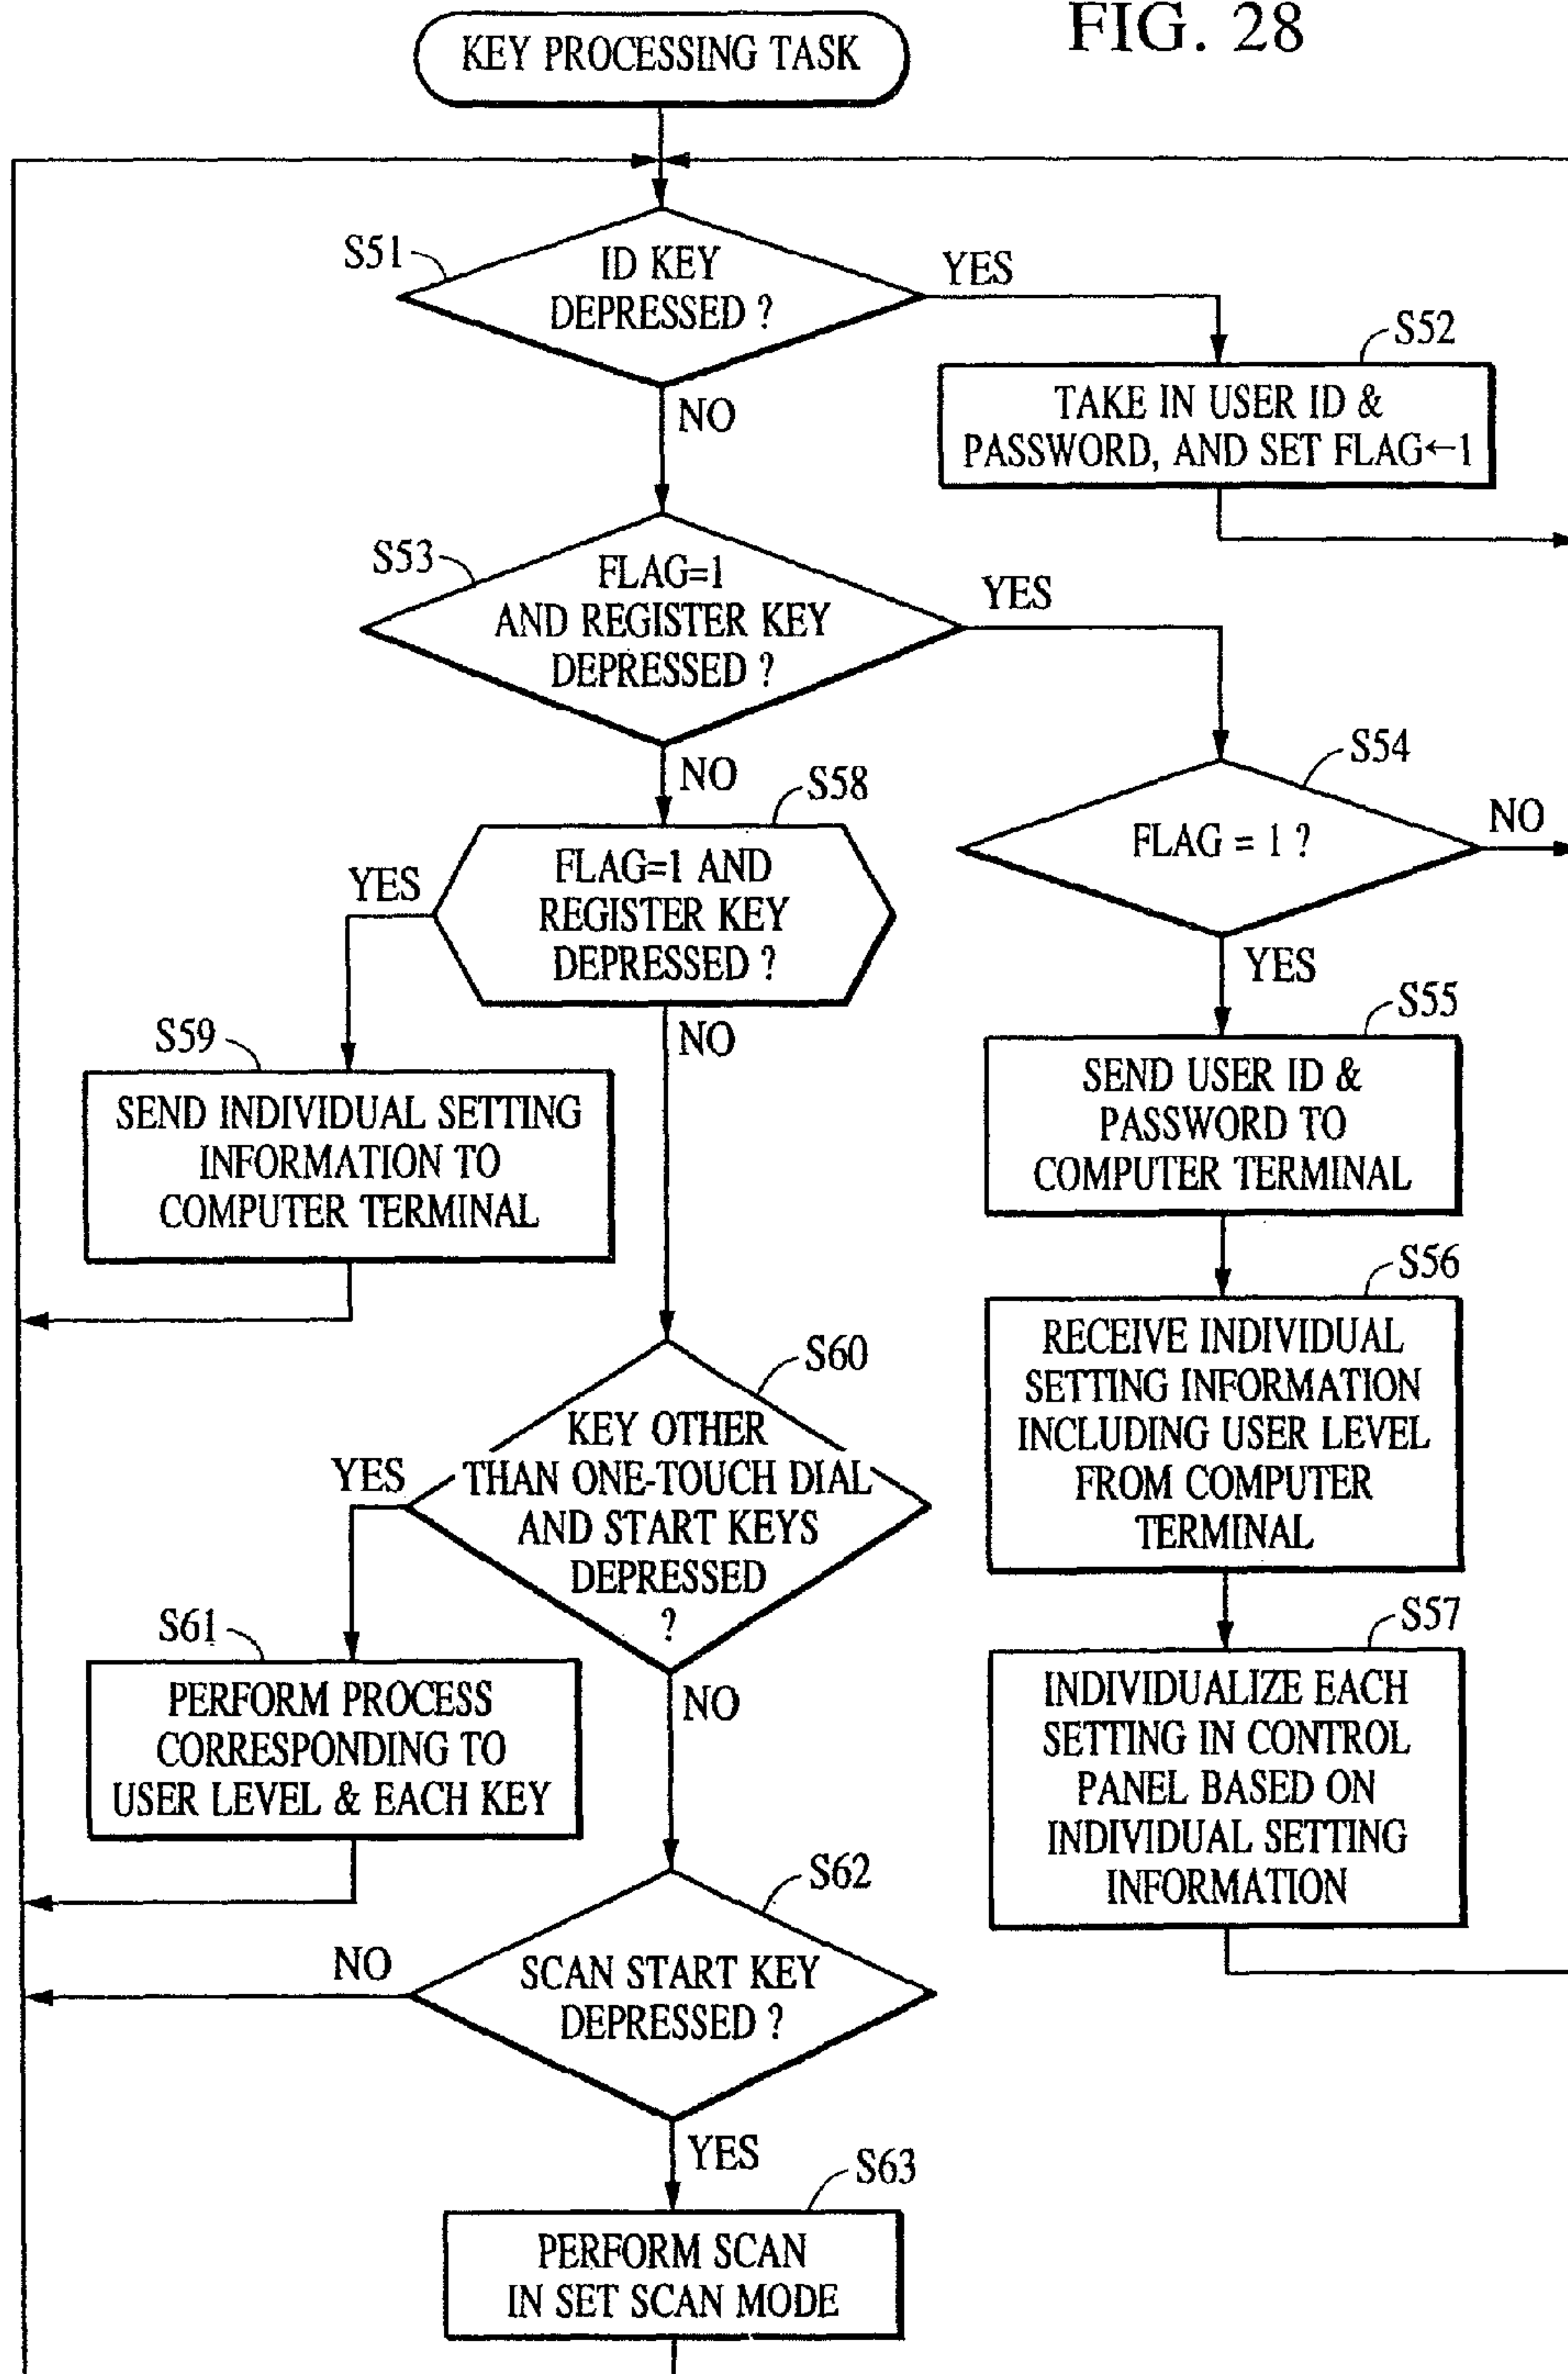 FIG. 28
KEY PROCESSING TASK
S51
ID KEY
DEPRESSED ?
YES
NO
S52
TAKE IN USER ID &
PASSWORD, AND SET FLAG←1
S53
FLAG=1
AND REGISTER KEY
DEPRESSED ?
YES
NO
S54
FLAG = 1 ?
NO
YES
S58
FLAG=1 AND
REGISTER KEY
DEPRESSED ?
YES
NO
S55
SEND USER ID &
PASSWORD TO
COMPUTER TERMINAL
S59
SEND INDIVIDUAL SETTING
INFORMATION TO
COMPUTER TERMINAL
S56
RECEIVE INDIVIDUAL
SETTING INFORMATION
INCLUDING USER LEVEL
FROM COMPUTER
TERMINAL
S60
KEY OTHER
THAN ONE-TOUCH DIAL
AND START KEYS
DEPRESSED
?
YES
NO
S57
INDIVIDUALIZE EACH
SETTING IN CONTROL
PANEL BASED ON
INDIVIDUAL SETTING
INFORMATION
S61
PERFORM PROCESS
CORRESPONDING TO
USER LEVEL & EACH KEY
S62
SCAN START KEY
DEPRESSED ?
NO
YES
S63
PERFORM SCAN
IN SET SCAN MODE